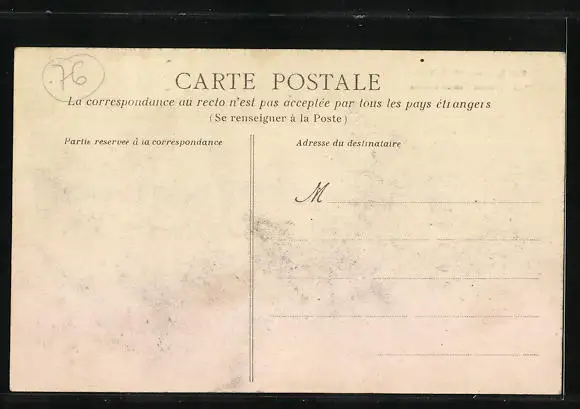 76
CARTE POSTALE
La correspondance au recto n'est pas acceptée par tous les pays étrangers
(Se renseigner à la Poste)
Partie reservée à la correspondance
Adresse du destinataire
M